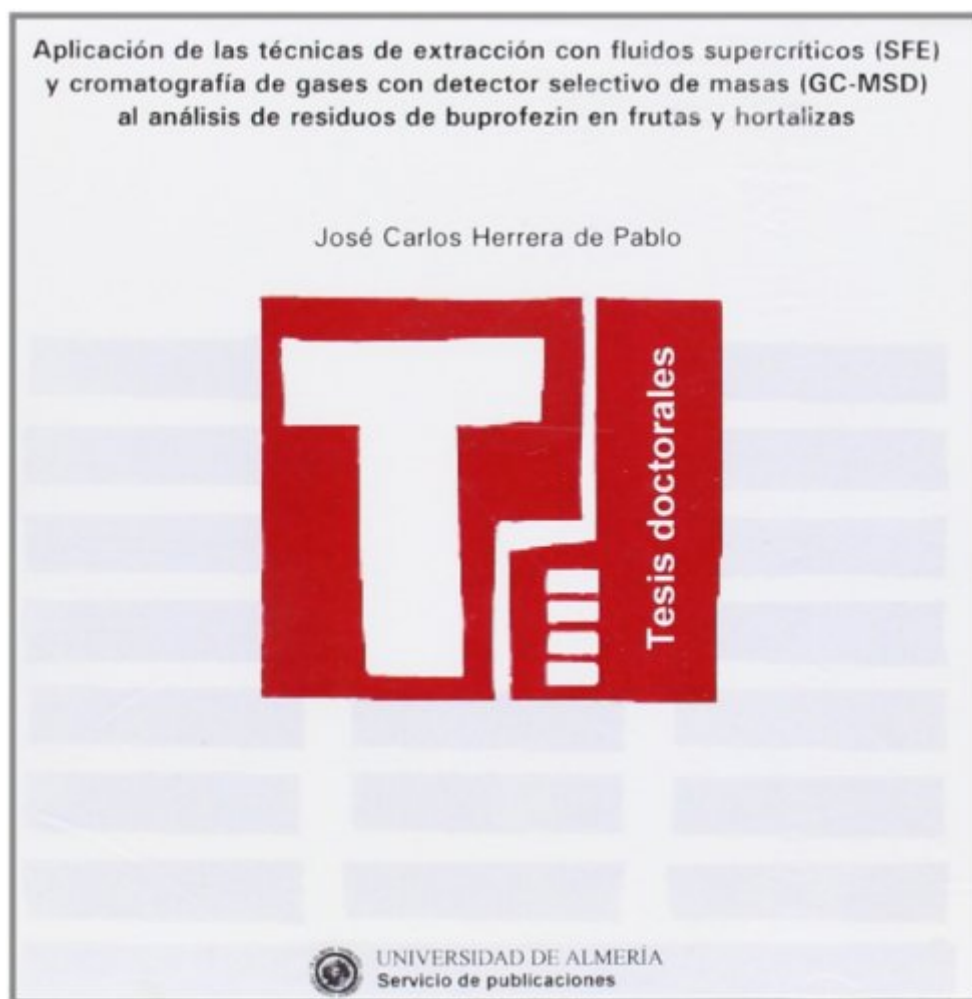 Aplicación de las técnicas de extracción con fluidos supercríticos (SFE)
y cromatografía de gases con detector selectivo de masas (GC-MSD)
al análisis de residuos de buprofezin en frutas y hortalizas
José Carlos Herrera de Pablo
T
Tesis doctorales
UNIVERSIDAD DE ALMERÍA
Servicio de publicaciones